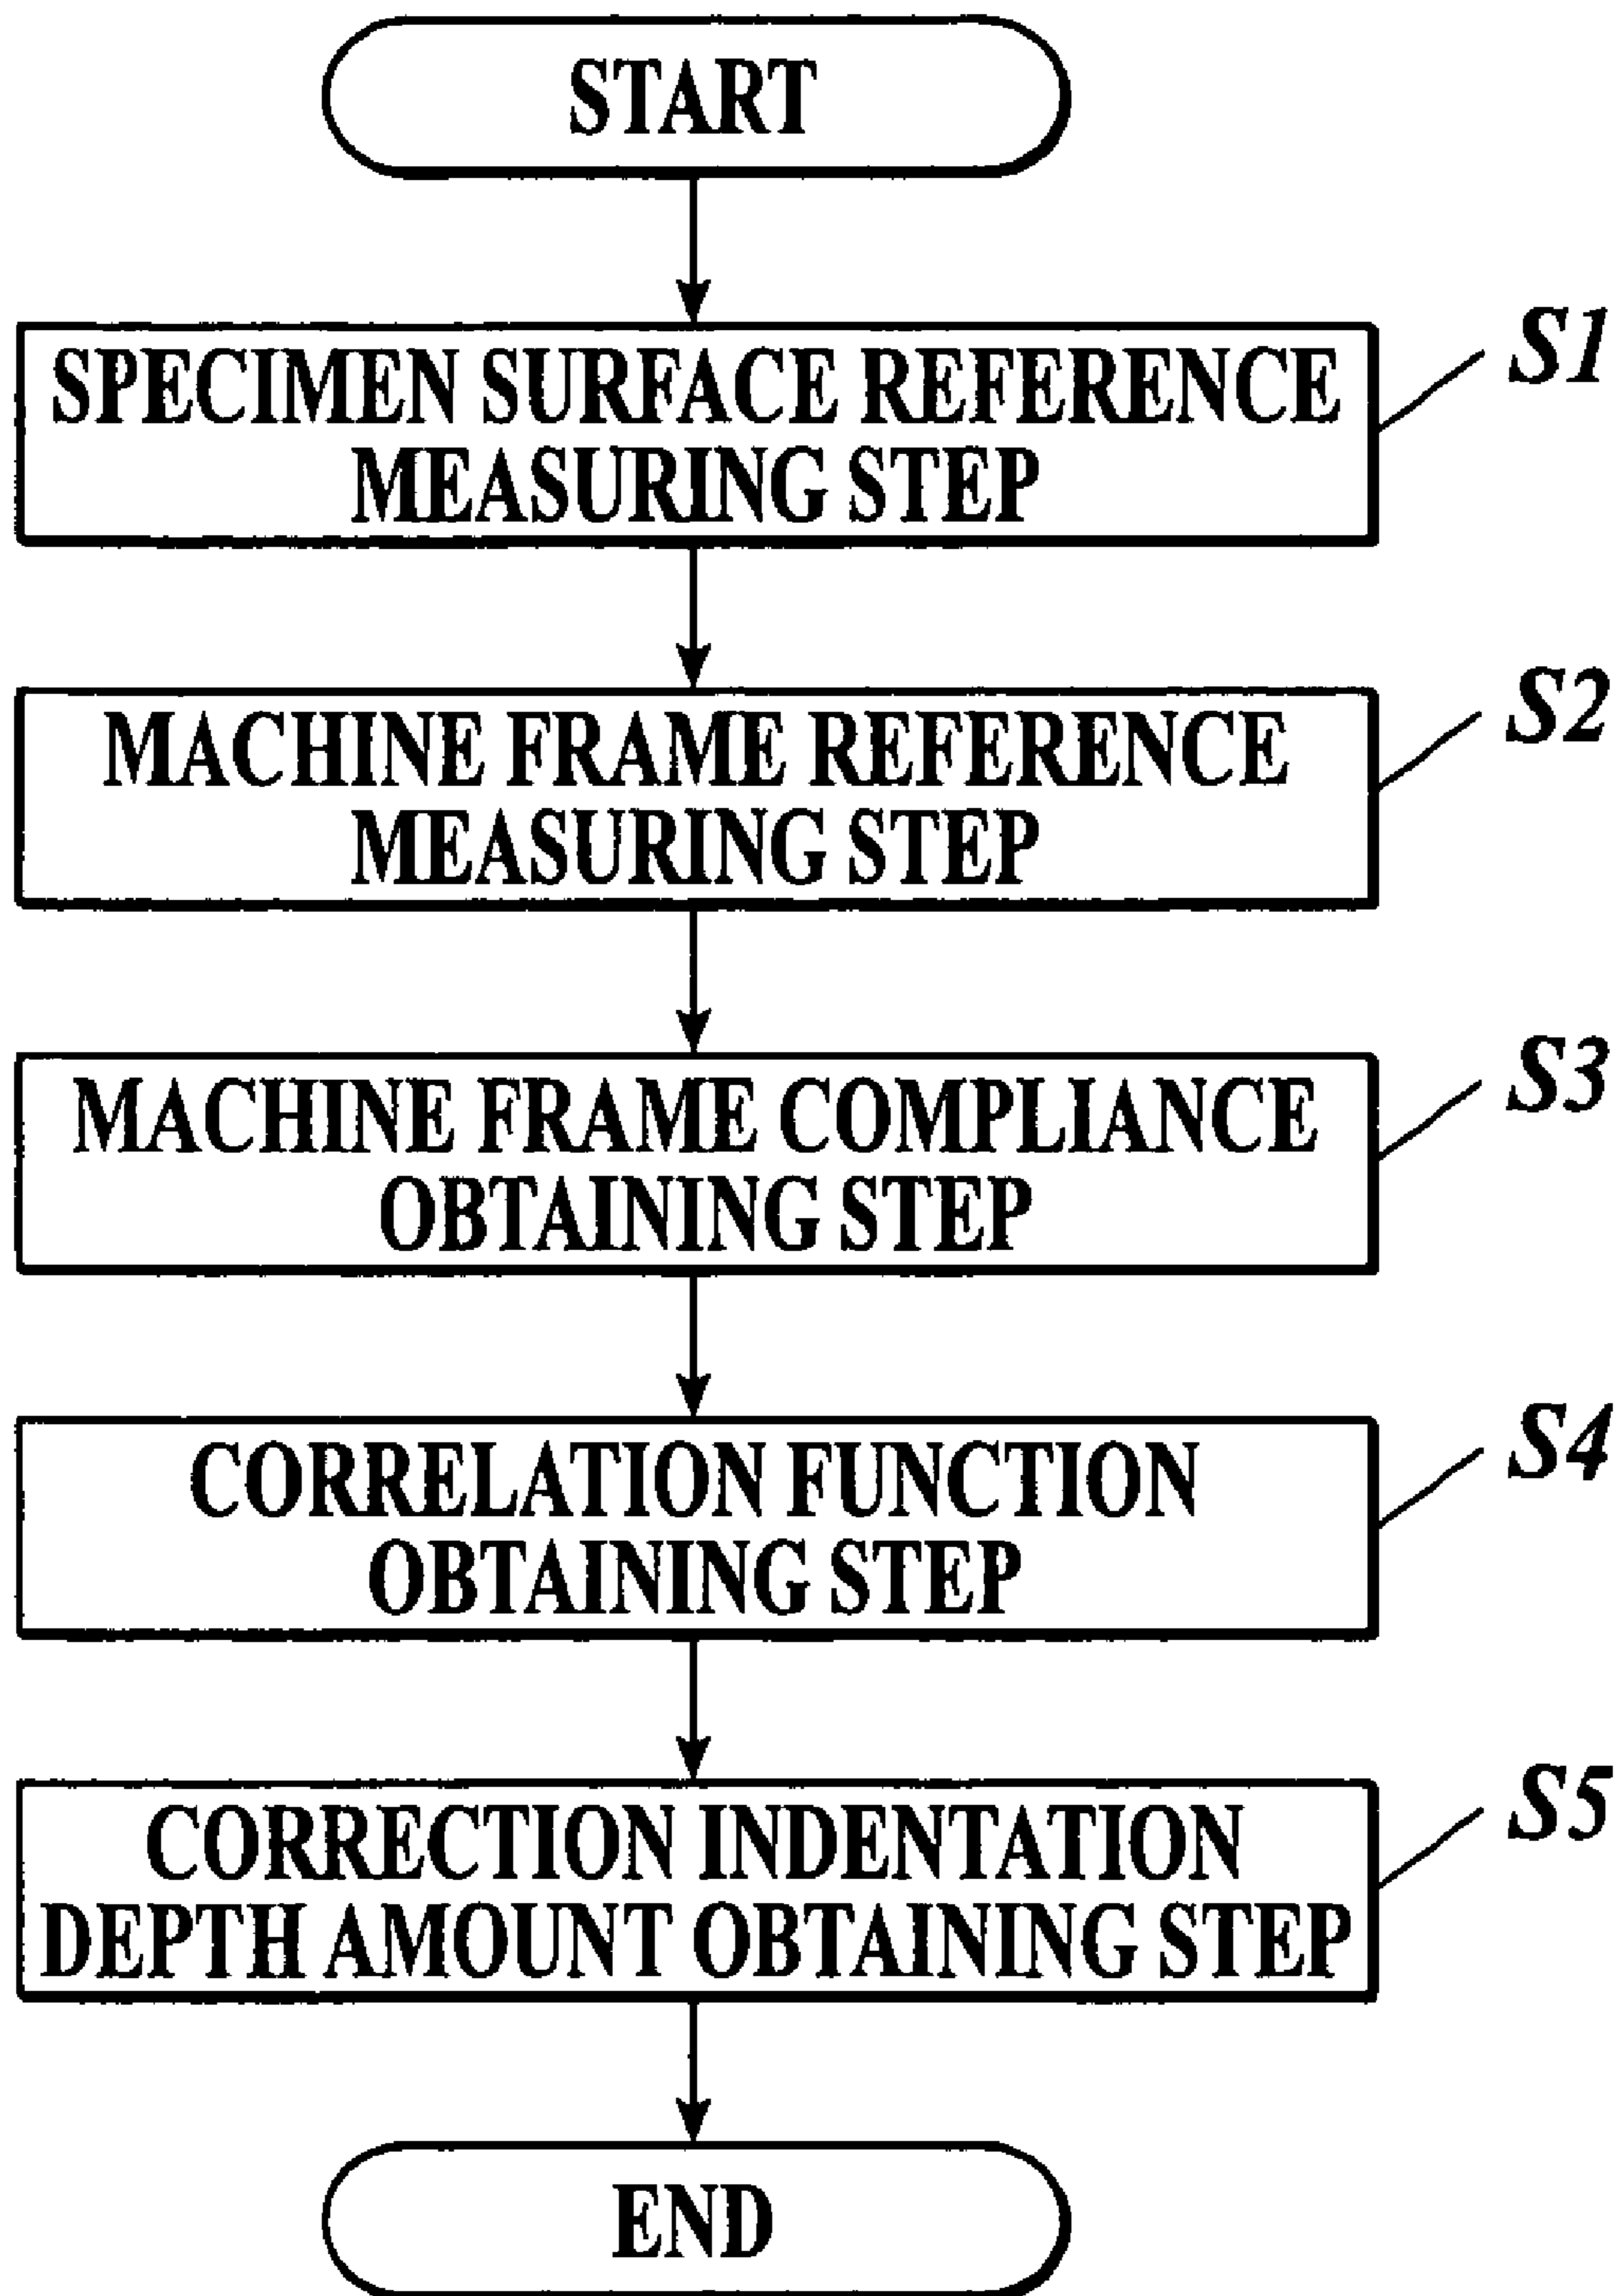 START
SPECIMEN SURFACE REFERENCE
MEASURING STEP
S1
MACHINE FRAME REFERENCE
MEASURING STEP
S2
MACHINE FRAME COMPLIANCE
OBTAINING STEP
S3
CORRELATION FUNCTION
OBTAINING STEP
S4
CORRECTION INDENTATION
DEPTH AMOUNT OBTAINING STEP
S5
END